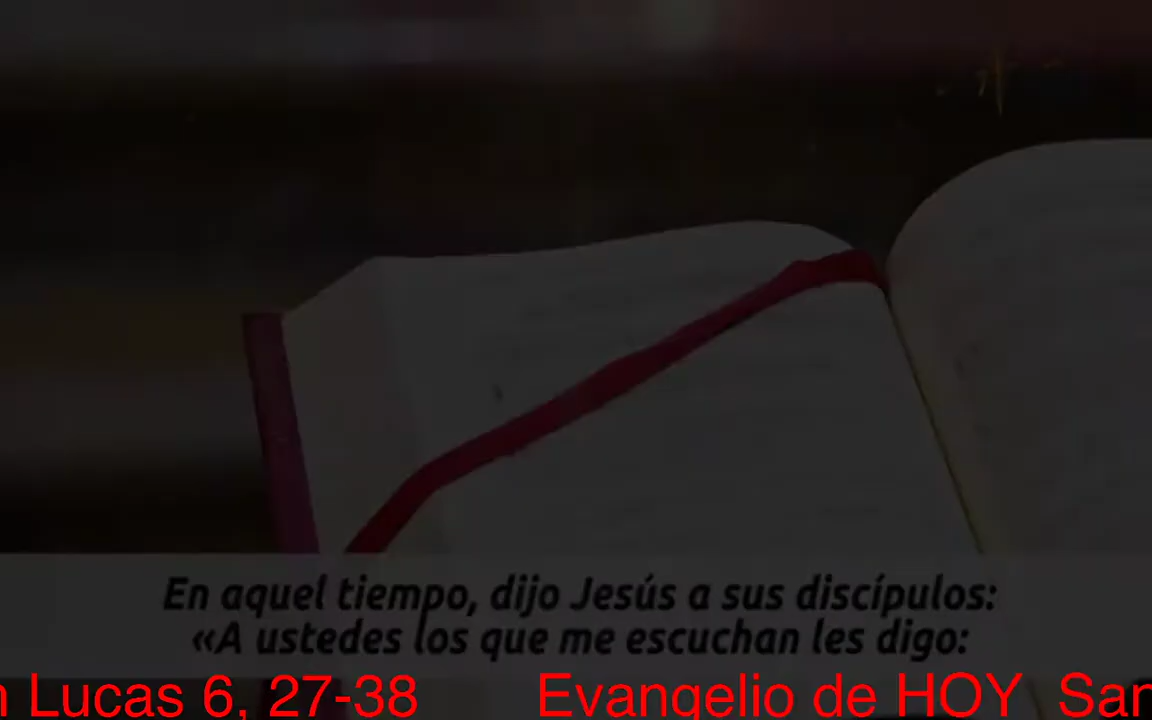 En aquel tiempo, dijo Jesús a sus discípulos:
«A ustedes los que me escuchan les digo:
n Lucas 6, 27-38 Evangelio de HOY San